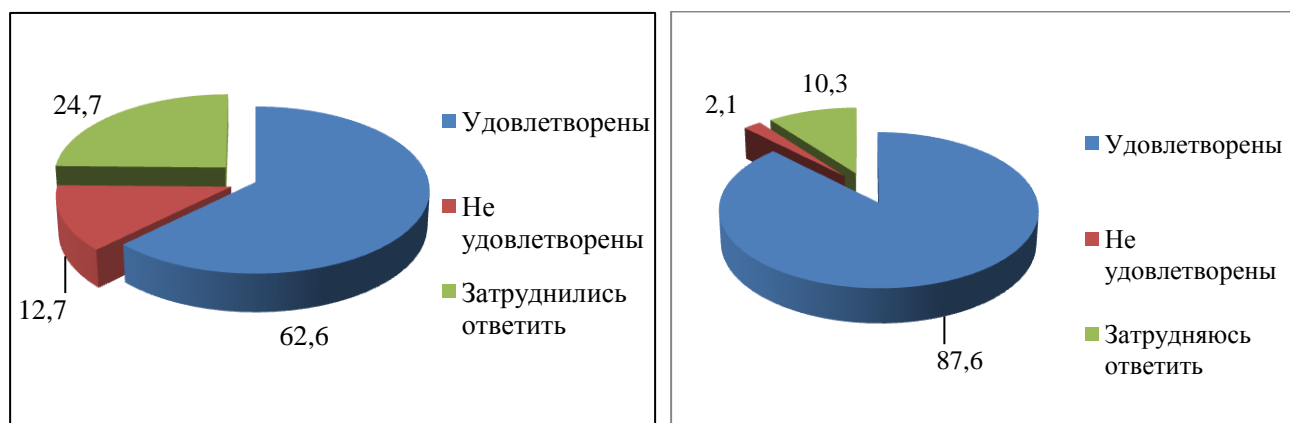 24,7
12,7
62,6
Удовлетворены
Не
удовлетворены
Затруднились
ответить
2,1
10,3
87,6
Удовлетворены
Не
удовлетворены
Затрудняюсь
ответить